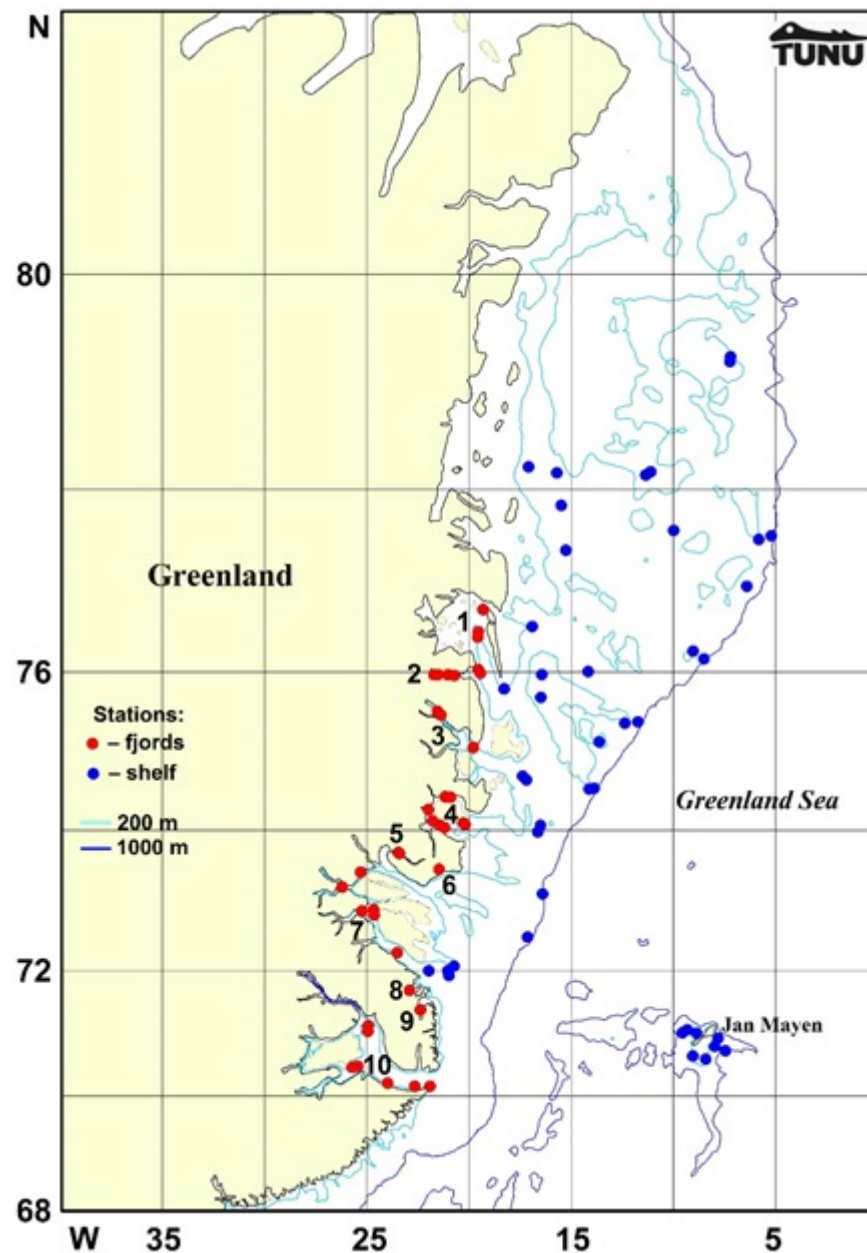 N
TUNU
80
Greenland
1
76
2
Stations:
– fjords
3
– shelf
Greenland Sea
4
200 m
5
1000 m
6
7
72
8
9
Jan Mayen
10
68
W 35 25 15 5